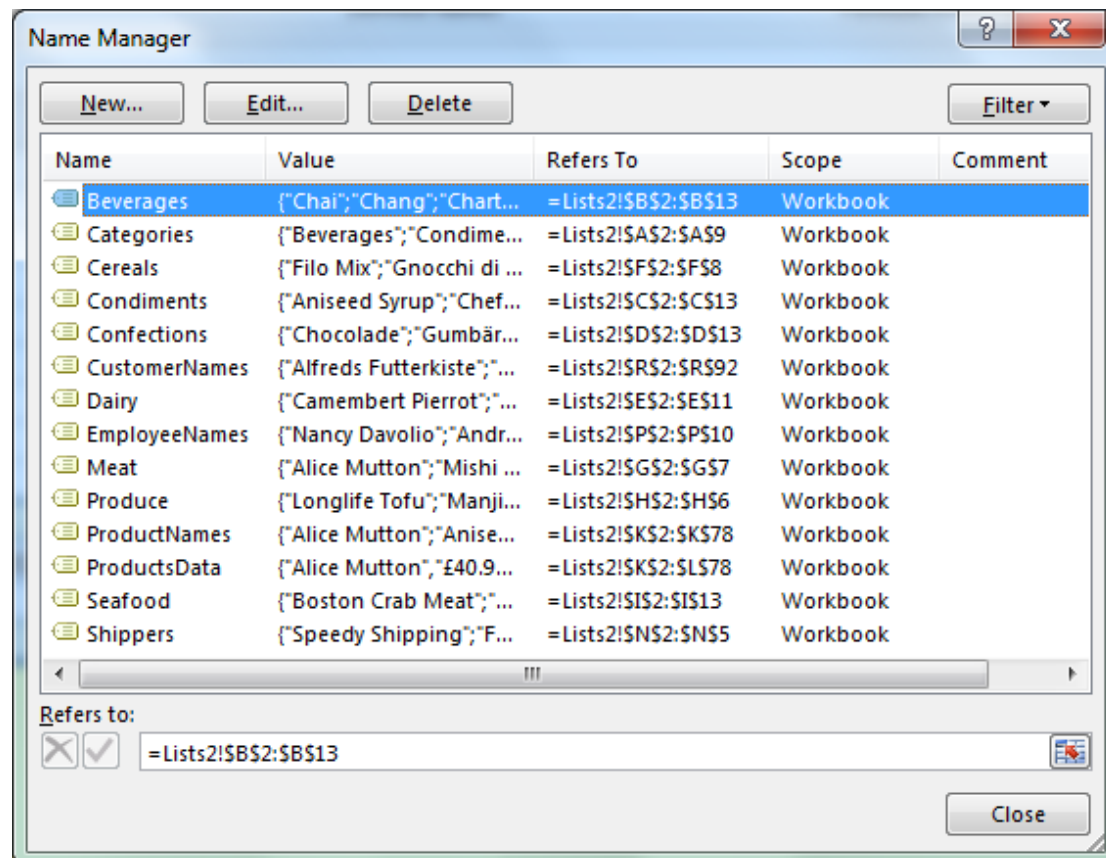 Name Manager
New... Edit... Delete Filter
Name Value Refers To Scope Comment
Beverages {"Chai";"Chang";"Chart... =Lists2!$B$2:$B$13 Workbook
Categories {"Beverages";"Condime... =Lists2!$A$2:$A$9 Workbook
Cereals {"Filo Mix";"Gnocchi di ... =Lists2!$F$2:$F$8 Workbook
Condiments {"Aniseed Syrup";"Chef... =Lists2!$C$2:$C$13 Workbook
Confections {"Chocolade";"Gumbär... =Lists2!$D$2:$D$13 Workbook
CustomerNames {"Alfreds Futterkiste";"... =Lists2!$R$2:$R$92 Workbook
Dairy {"Camembert Pierrot";"... =Lists2!$E$2:$E$11 Workbook
EmployeeNames {"Nancy Davolio";"Andr... =Lists2!$P$2:$P$10 Workbook
Meat {"Alice Mutton";"Mishi ... =Lists2!$G$2:$G$7 Workbook
Produce {"Longlife Tofu";"Manji... =Lists2!$H$2:$H$6 Workbook
ProductNames {"Alice Mutton";"Anise... =Lists2!$K$2:$K$78 Workbook
ProductsData {"Alice Mutton","£40.9... =Lists2!$K$2:$L$78 Workbook
Seafood {"Boston Crab Meat";"... =Lists2!$I$2:$I$13 Workbook
Shippers {"Speedy Shipping";"F... =Lists2!$N$2:$N$5 Workbook
Refers to:
=Lists2!$B$2:$B$13
Close